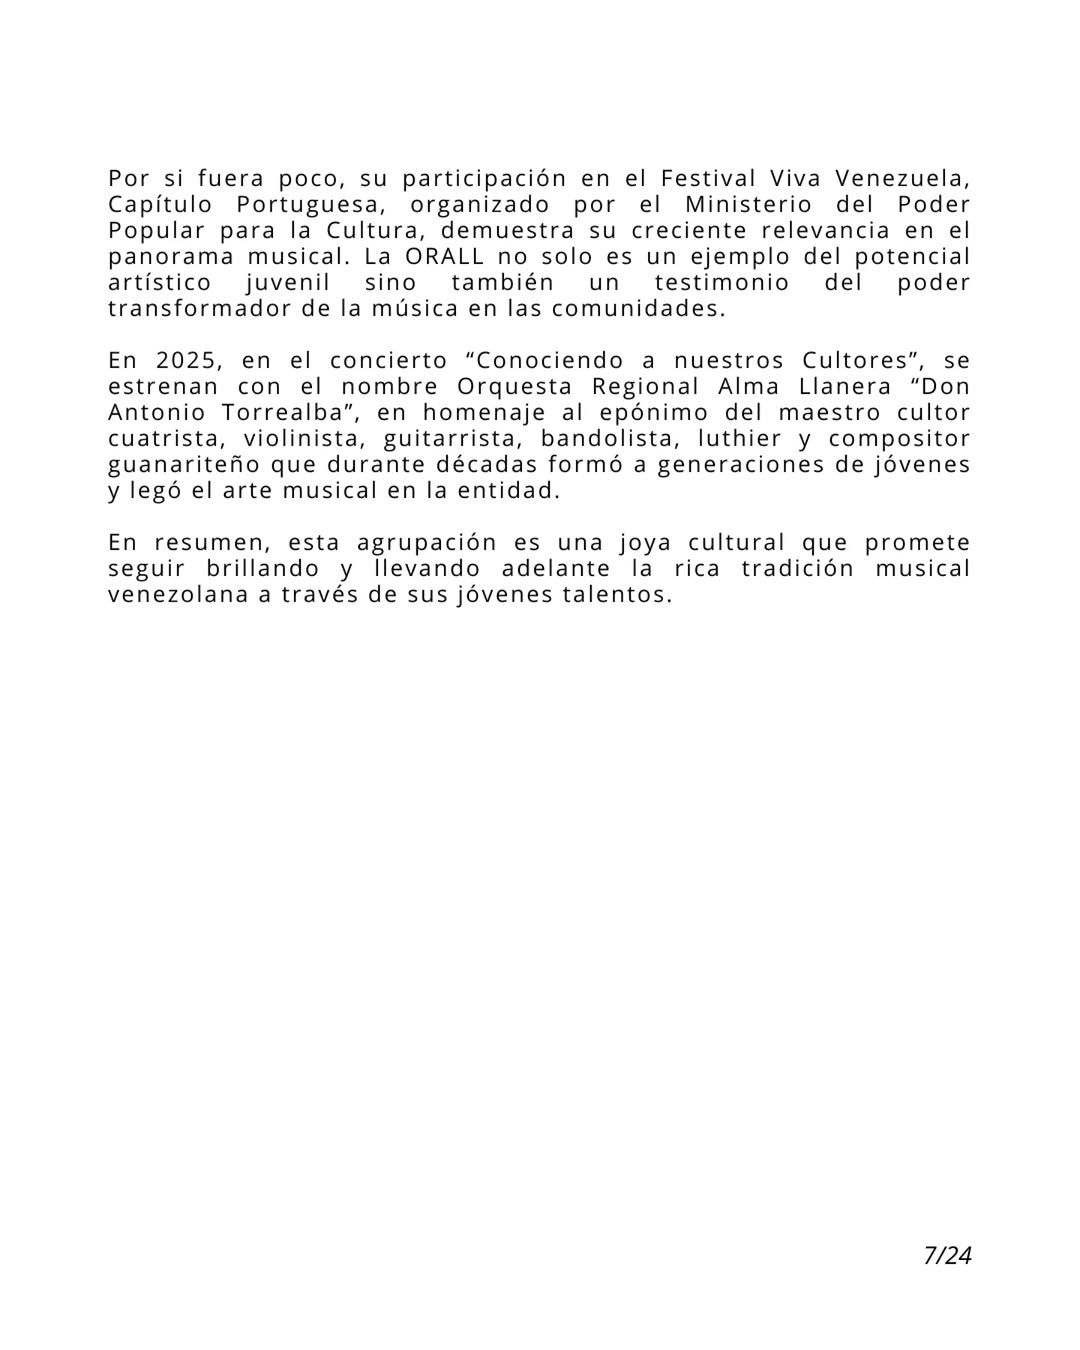 Por si fuera poco, su participación en el Festival Viva Venezuela,
Capítulo Portuguesa, organizado por el Ministerio del Poder
Popular para la Cultura, demuestra su creciente relevancia en el
panorama musical. La ORALL no solo es un ejemplo del potencial
artístico juvenil sino también un testimonio del poder
transformador de la música en las comunidades.
En 2025, en el concierto “Conociendo a nuestros Cultores”, se
estrenan con el nombre Orquesta Regional Alma Llanera “Don
Antonio Torrealba”, en homenaje al epónimo del maestro cultor
cuatrista, violinista, guitarrista, bandolista, luthier y compositor
guanariteño que durante décadas formó a generaciones de jóvenes
y legó el arte musical en la entidad.
En resumen, esta agrupación es una joya cultural que promete
seguir brillando y llevando adelante la rica tradición musical
venezolana a través de sus jóvenes talentos.
7/24